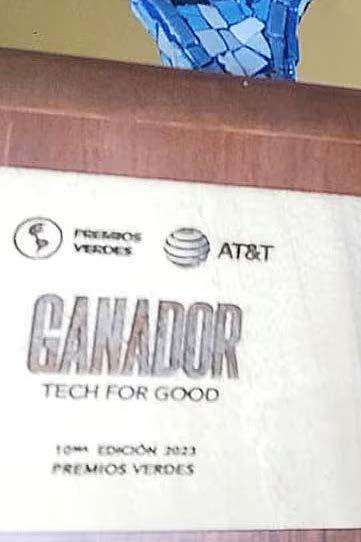 PREMIOS
VERDES
AT&T
GANADOR
TECH FOR GOOD
10MA EDICIÓN 2023
PREMIOS VERDES